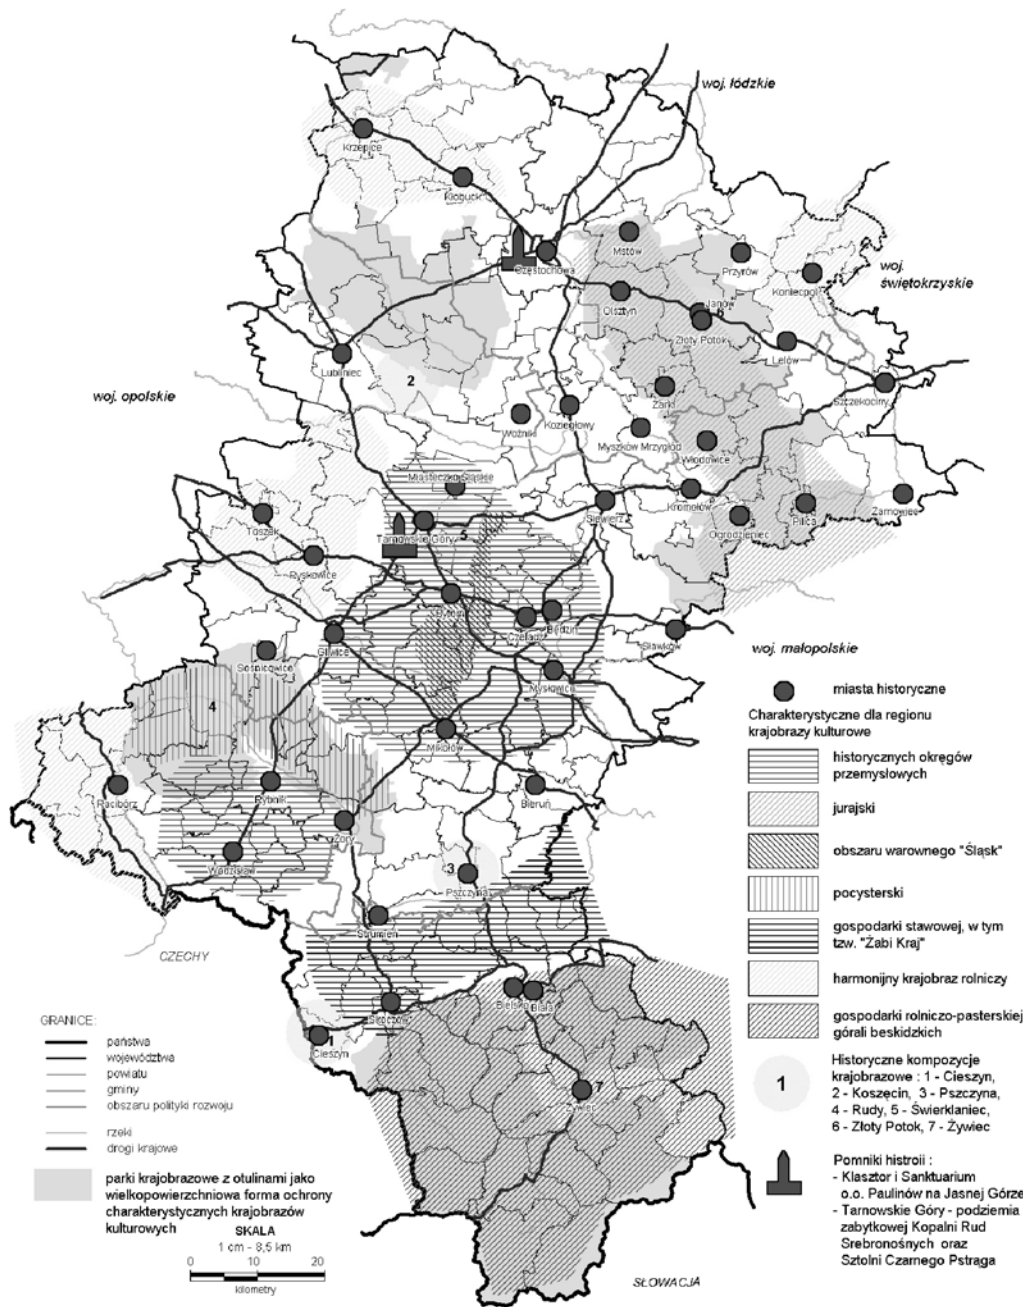 woj. łódzkie
Krzepice
Kłobuck
Mstów
Częstochowa
Przyrów
Koniecpol
woj.
świętokrzyskie
Olsztyn
Janów
6
Złoty Potok
Lelów
Lubliniec
2
Żarki
Szczekociny
woj. opolskie
Woźniki
Koziegłowy
Myszków Mrzygłód
Włodowice
Miasteczko Śląskie
Siewierz
Kromołów
Żarnowiec
Pilica
Ogrodzieniec
Toszek
Tarnowskie Góry
5
Pyskowice
Bytom
Czeladź
Będzin
Sławków
Gliwice
Sośnicowice
Mysłowice
woj. małopolskie
4
Mikołów
Racibórz
Rybnik
Bieruń
Żory
Wodzisław
3
Pszczyna
Strumień
CZECHY
Bielsko
Biała
Skoczów
1
Cieszyn
7
Żywiec
SŁOWACJA
miasta historyczne
Charakterystyczne dla regionu
krajobrazy kulturowe
historycznych okręgów
przemysłowych
jurajski
obszaru warownego "Śląsk"
pocysterski
gospodarki stawowej, w tym
tzw. "Żabi Kraj"
harmonijny krajobraz rolniczy
gospodarki rolniczo-pasterskiej
górali beskidzkich
1
Historyczne kompozycje
krajobrazowe : 1 - Cieszyn,
2 - Koszęcin, 3 - Pszczyna,
4 - Rudy, 5 - Świerklaniec,
6 - Złoty Potok, 7 - Żywiec
Pomniki histroii :
- Klasztor i Sanktuarium
o.o. Paulinów na Jasnej Górze
- Tarnowskie Góry - podziemia
zabytkowej Kopalni Rud
Srebronośnych oraz
Sztolni Czarnego Pstrąga
GRANICE:
państwa
województwa
powiatu
gminy
obszaru polityki rozwoju
rzeki
drogi krajowe
parki krajobrazowe z otulinami jako
wielkopowierzchniowa forma ochrony
charakterystycznych krajobrazów
kulturowych
SKALA
1 cm - 8,5 km
0 10 20
kilometry